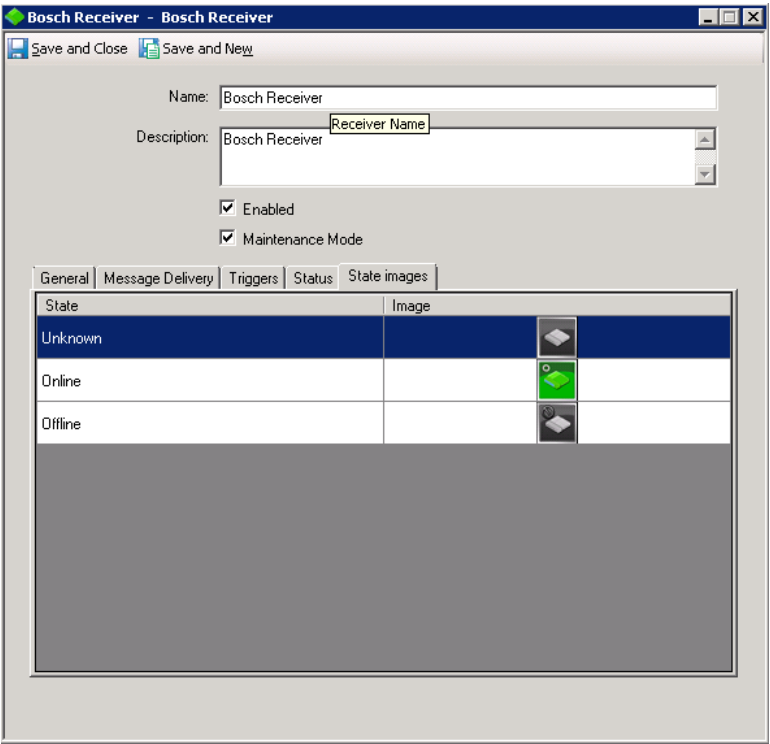 Bosch Receiver - Bosch Receiver
Save and Close Save and New
Name: Bosch Receiver
Receiver Name
Description: Bosch Receiver
Enabled
Maintenance Mode
General Message Delivery Triggers Status State images
State Image
Unknown
Online
Offline